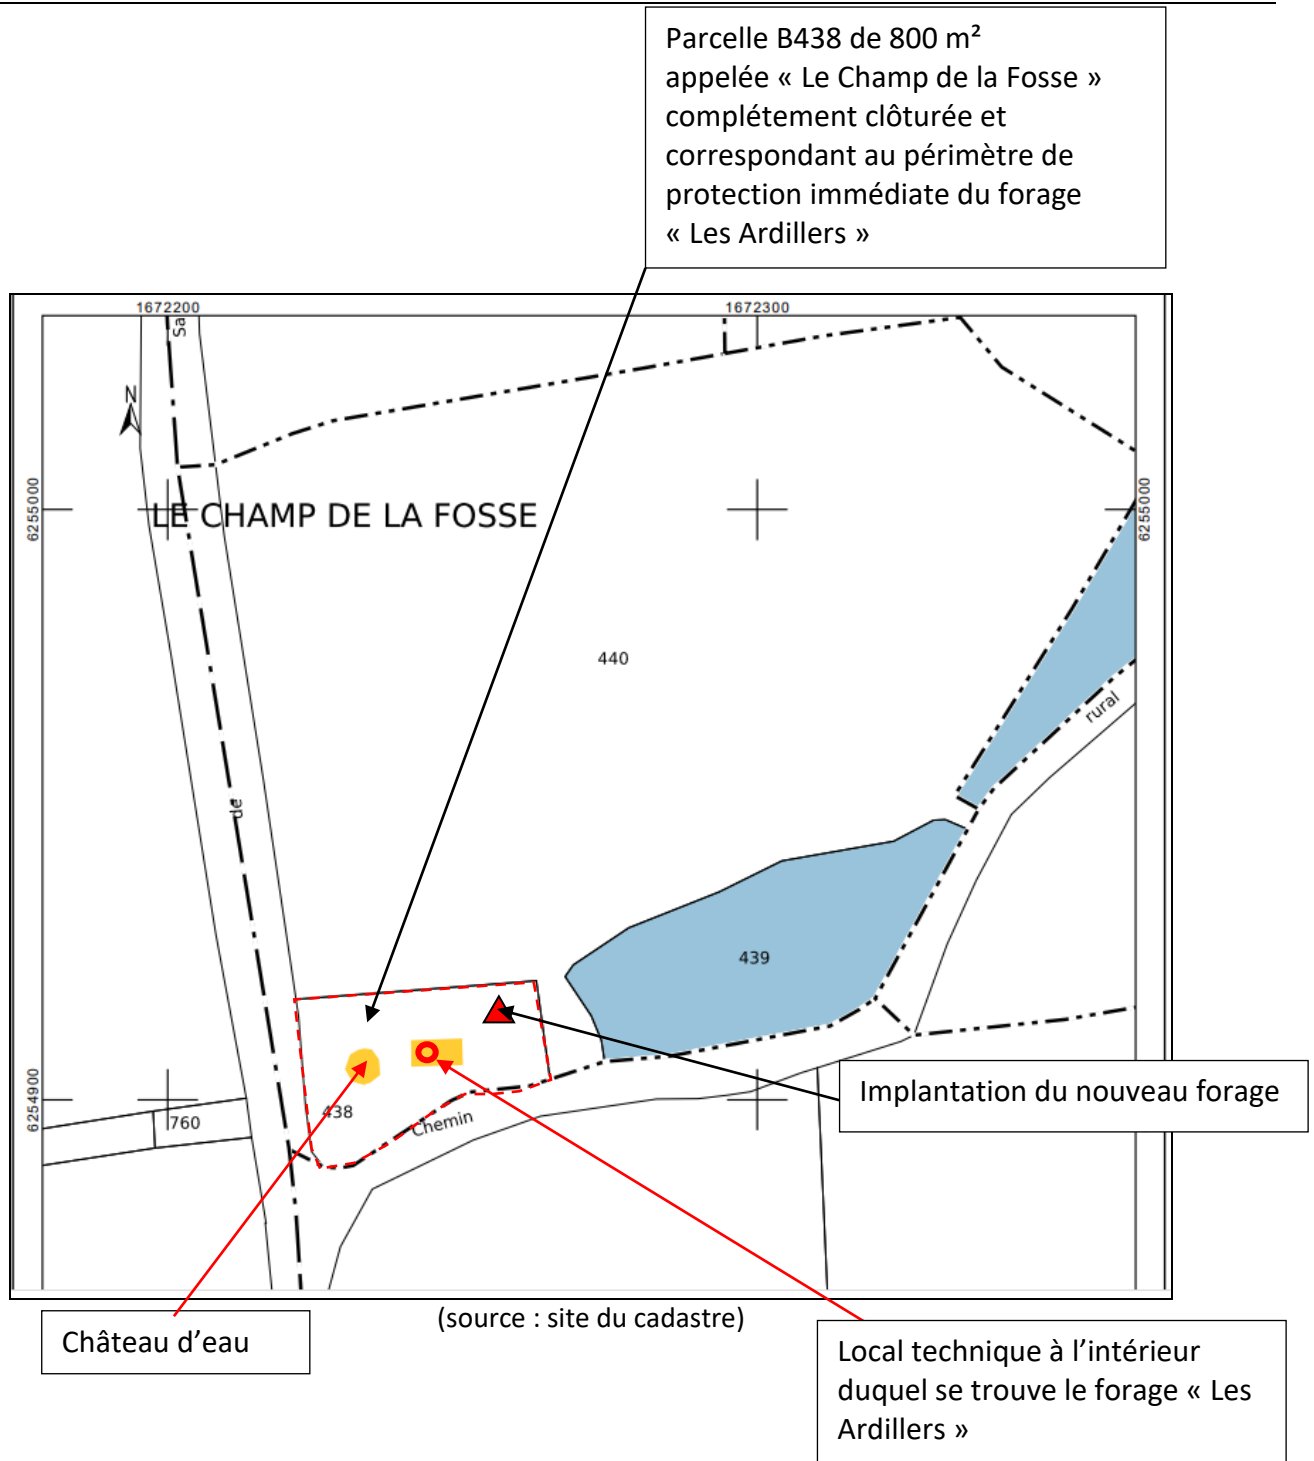 Parcelle B438 de 800 m²
appelée « Le Champ de la Fosse »
complétement clôturée et
correspondant au périmètre de
protection immédiate du forage
« Les Ardillers »
1672200
1672300
Sa
N
6255000
6255000
LE CHAMP DE LA FOSSE
440
rural
de
439
6254900
438
760
Chemin
Implantation du nouveau forage
(source : site du cadastre)
Château d’eau
Local technique à l’intérieur
duquel se trouve le forage « Les
Ardillers »